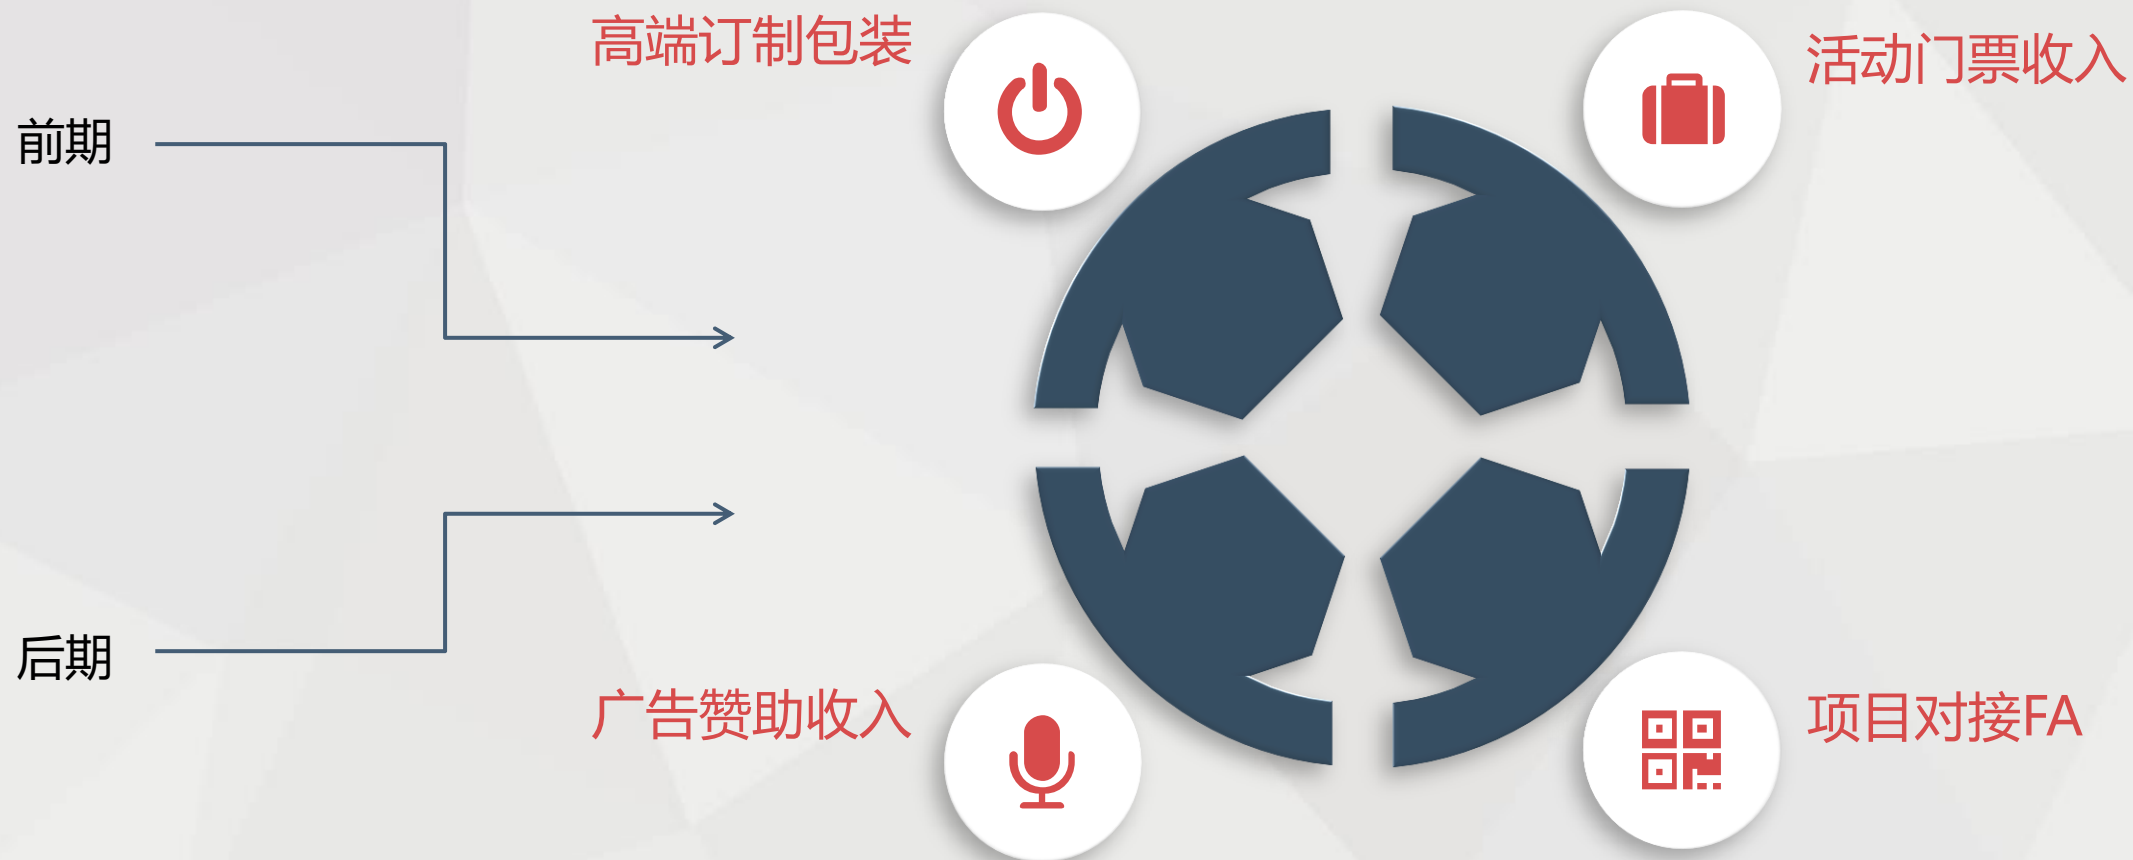 高端订制包装
活动门票收入
前期
后期
广告赞助收入
项目对接FA